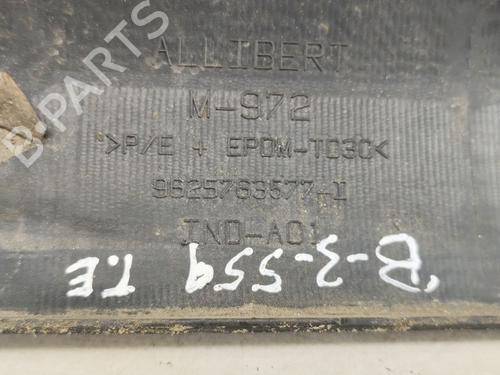 ALLIBERT
M-972
>P/E + EPDM-TD30<
9625763577-II
IND-A01
B-3-559 T.E
B-PARTS